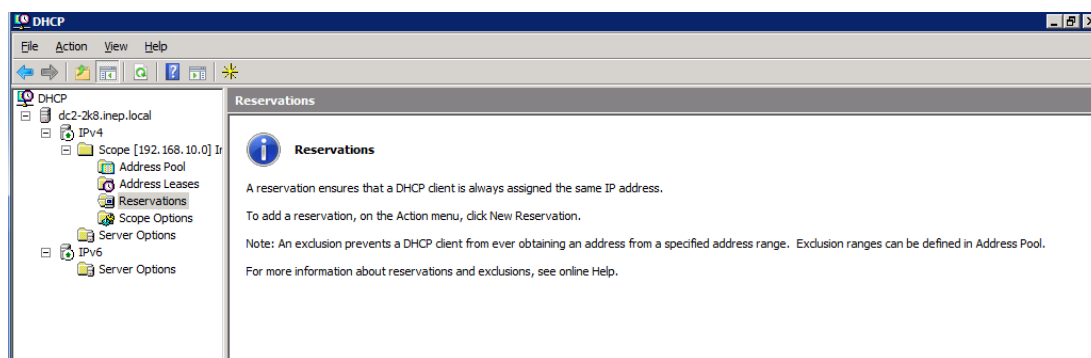 DHCP
File Action View Help
DHCP
dc2-2k8.inep.local
IPv4
Scope [192.168.10.0] Ir
Address Pool
Address Leases
Reservations
Scope Options
Server Options
IPv6
Server Options
Reservations
Reservations
A reservation ensures that a DHCP client is always assigned the same IP address.
To add a reservation, on the Action menu, click New Reservation.
Note: An exclusion prevents a DHCP client from ever obtaining an address from a specified address range. Exclusion ranges can be defined in Address Pool.
For more information about reservations and exclusions, see online Help.